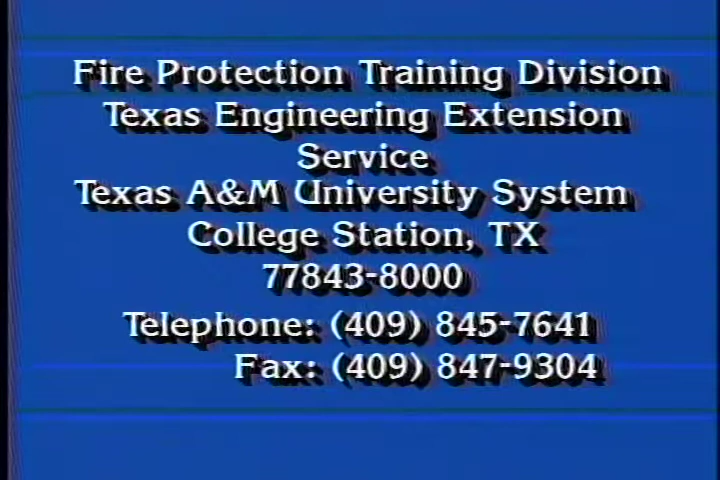 Fire Protection Training Division
Texas Engineering Extension
Service
Texas A&M University System
College Station, TX
77843-8000
Telephone: (409) 845-7641
Fax: (409) 847-9304